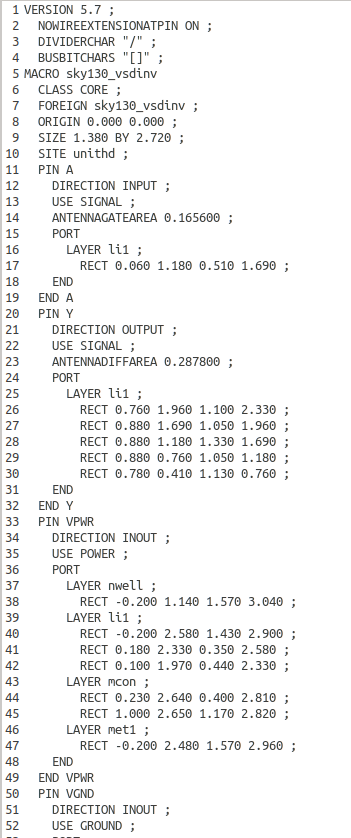 1 VERSION 5.7 ;
2   NOWIREEXTENSIONATPIN ON ;
3   DIVIDERCHAR "/" ;
4   BUSBITCHARS "[]" ;
5 MACRO sky130_vsdinv
6   CLASS CORE ;
7   FOREIGN sky130_vsdinv ;
8   ORIGIN 0.000 0.000 ;
9   SIZE 1.380 BY 2.720 ;
10   SITE unithd ;
11   PIN A
12     DIRECTION INPUT ;
13     USE SIGNAL ;
14     ANTENNAGATEAREA 0.165600 ;
15     PORT
16       LAYER li1 ;
17         RECT 0.060 1.180 0.510 1.690 ;
18     END
19   END A
20   PIN Y
21     DIRECTION OUTPUT ;
22     USE SIGNAL ;
23     ANTENNADIFFAREA 0.287800 ;
24     PORT
25       LAYER li1 ;
26         RECT 0.760 1.960 1.100 2.330 ;
27         RECT 0.880 1.690 1.050 1.960 ;
28         RECT 0.880 1.180 1.330 1.690 ;
29         RECT 0.880 0.760 1.050 1.180 ;
30         RECT 0.780 0.410 1.130 0.760 ;
31     END
32   END Y
33   PIN VPWR
34     DIRECTION INOUT ;
35     USE POWER ;
36     PORT
37       LAYER nwell ;
38         RECT -0.200 1.140 1.570 3.040 ;
39       LAYER li1 ;
40         RECT -0.200 2.580 1.430 2.900 ;
41         RECT 0.180 2.330 0.350 2.580 ;
42         RECT 0.100 1.970 0.440 2.330 ;
43       LAYER mcon ;
44         RECT 0.230 2.640 0.400 2.810 ;
45         RECT 1.000 2.650 1.170 2.820 ;
46       LAYER met1 ;
47         RECT -0.200 2.480 1.570 2.960 ;
48     END
49   END VPWR
50   PIN VGND
51     DIRECTION INOUT ;
52     USE GROUND ;